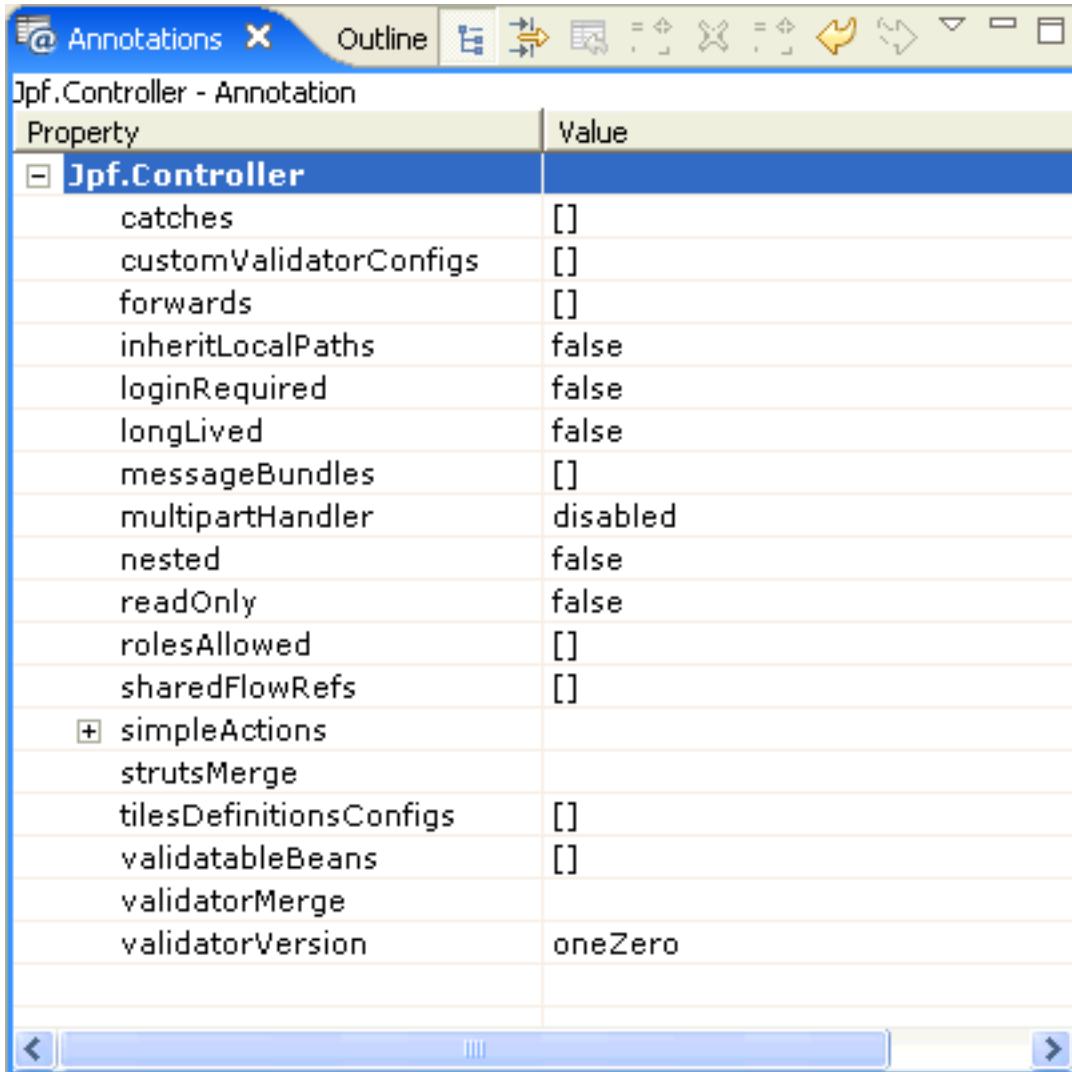 Annotations Outline
Jpf.Controller - Annotation
Property Value
Jpf.Controller
catches []
customValidatorConfigs []
forwards []
inheritLocalPaths false
loginRequired false
longLived false
messageBundles []
multipartHandler disabled
nested false
readOnly false
rolesAllowed []
sharedFlowRefs []
simpleActions
strutsMerge
tilesDefinitionsConfigs []
validatableBeans []
validatorMerge
validatorVersion oneZero